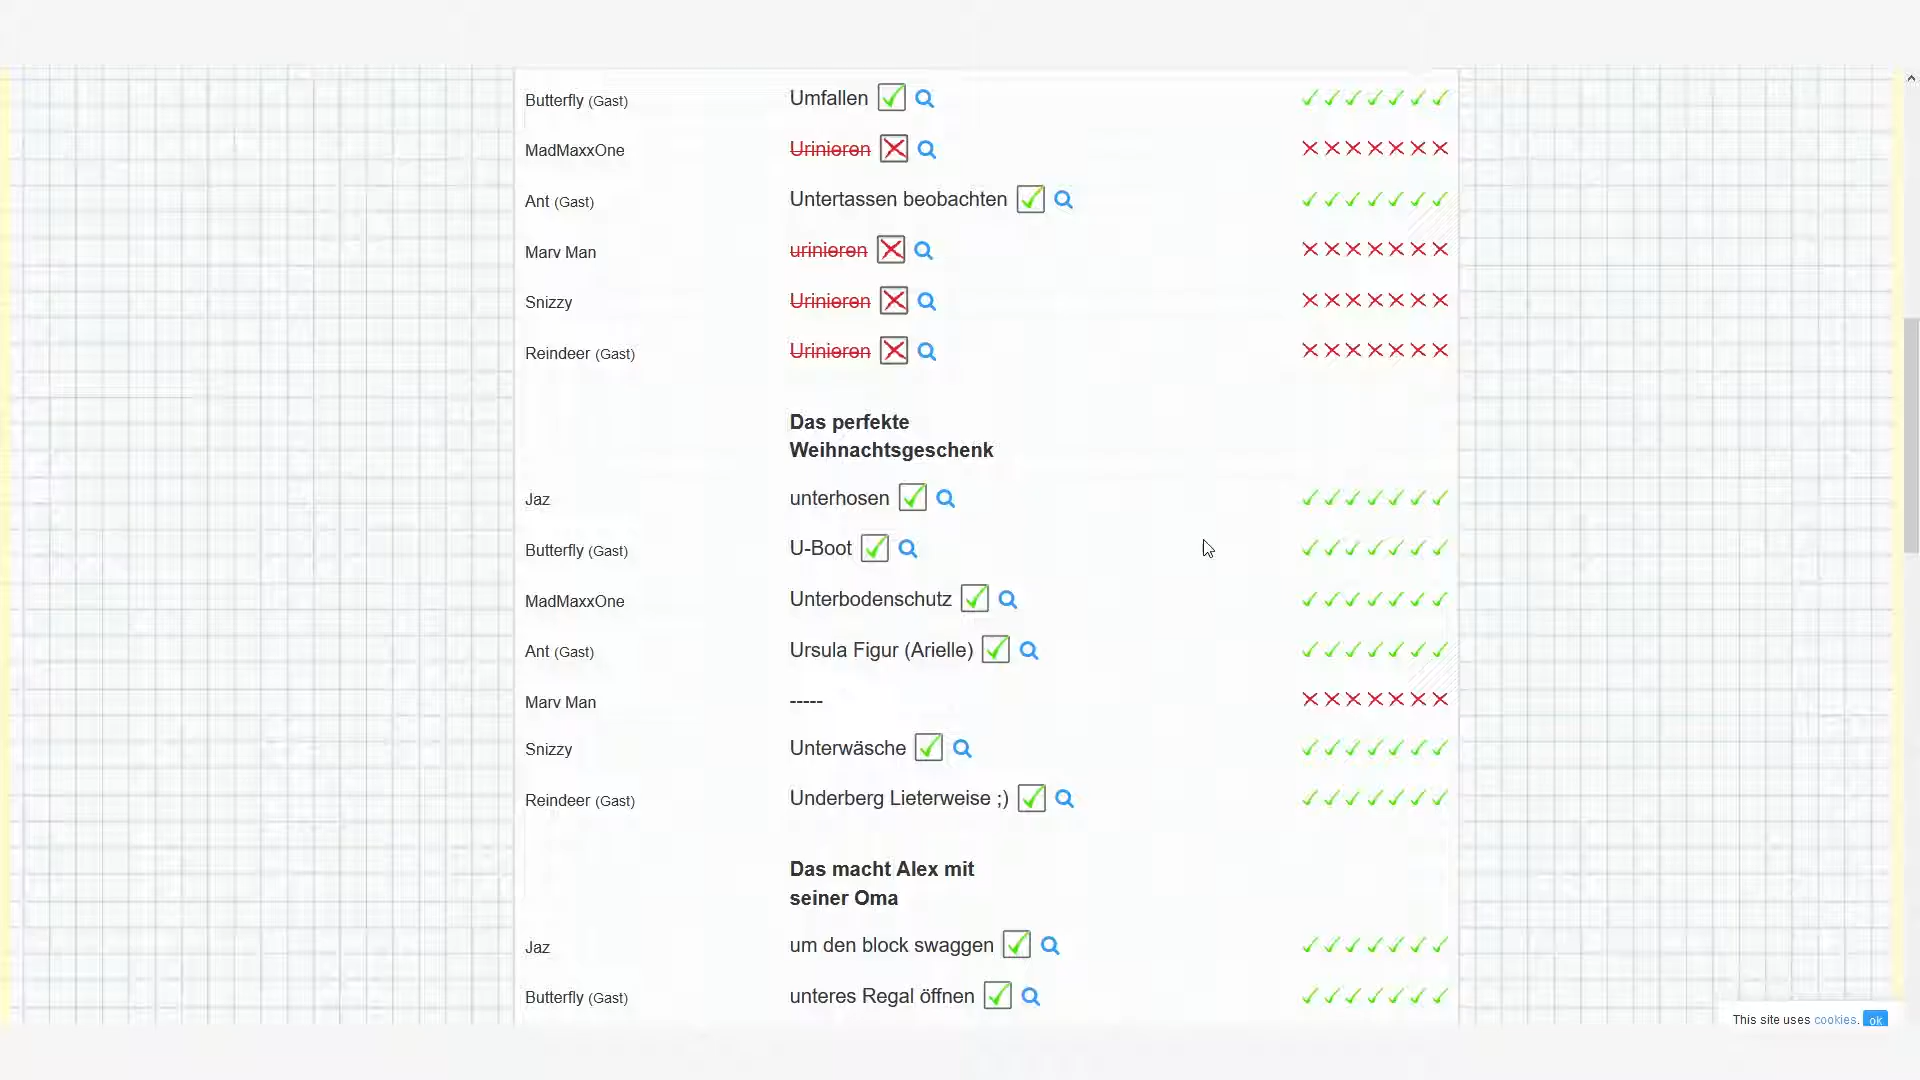 Butterfly (Gast) Umfallen
MadMaxxOne Urinieren
Ant (Gast) Untertassen beobachten
Marv Man urinieren
Snizzy Urinieren
Reindeer (Gast) Urinieren
Das perfekte
Weihnachtsgeschenk
Jaz unterhosen
Butterfly (Gast) U-Boot
MadMaxxOne Unterbodenschutz
Ant (Gast) Ursula Figur (Arielle)
Marv Man -----
Snizzy Unterwäsche
Reindeer (Gast) Underberg Lieterweise ;)
Das macht Alex mit
seiner Oma
Jaz um den block swaggen
Butterfly (Gast) unteres Regal öffnen
This site uses cookies. ok